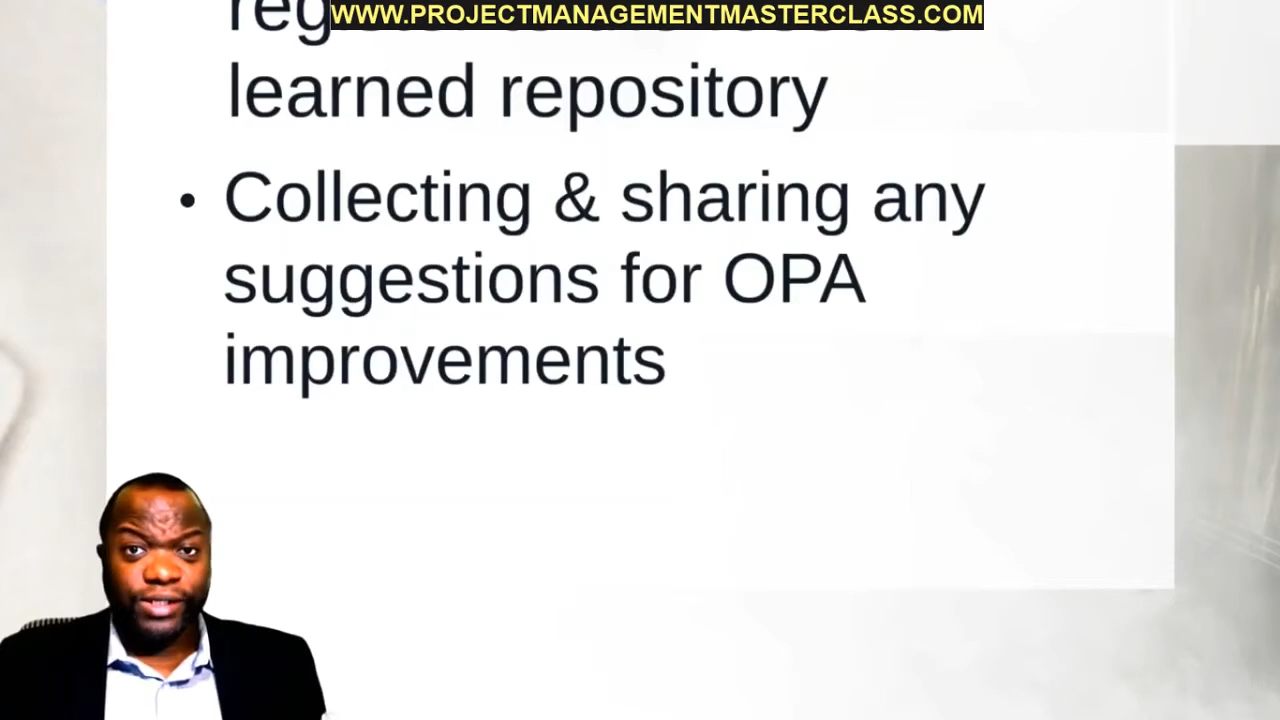 WWW.PROJECTMANAGEMENTMASTERCLASS.COM
learned repository
• Collecting & sharing any
suggestions for OPA
improvements